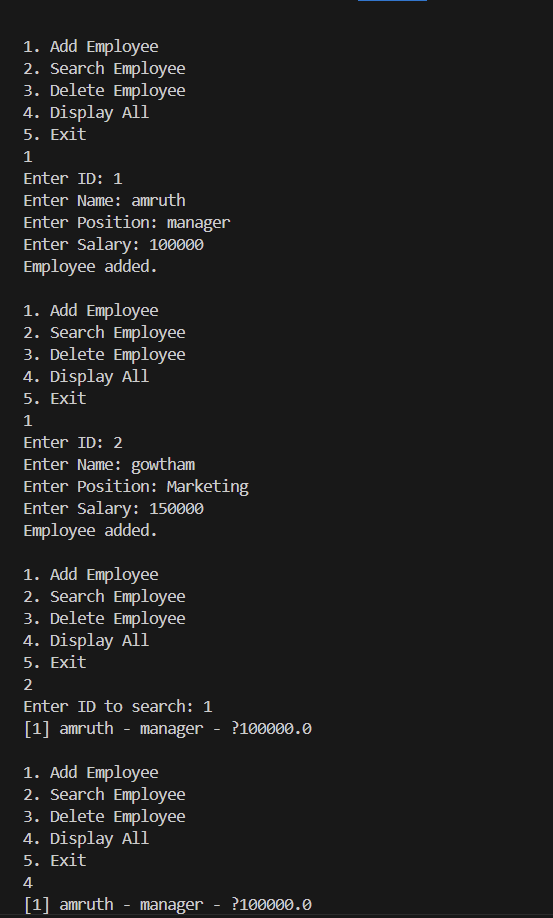 1. Add Employee
2. Search Employee
3. Delete Employee
4. Display All
5. Exit
1
Enter ID: 1
Enter Name: amruth
Enter Position: manager
Enter Salary: 100000
Employee added.
1. Add Employee
2. Search Employee
3. Delete Employee
4. Display All
5. Exit
1
Enter ID: 2
Enter Name: gowtham
Enter Position: Marketing
Enter Salary: 150000
Employee added.
1. Add Employee
2. Search Employee
3. Delete Employee
4. Display All
5. Exit
2
Enter ID to search: 1
[1] amruth - manager - ?100000.0
1. Add Employee
2. Search Employee
3. Delete Employee
4. Display All
5. Exit
4
[1] amruth - manager - ?100000.0